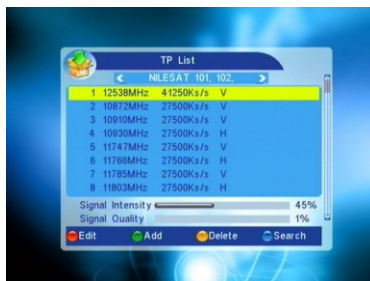 TP List
NILESAT 101, 102,
1 12538MHz 41250Ks/s V
2 10872MHz 27500Ks/s V
3 10910MHz 27500Ks/s V
4 10930MHz 27500Ks/s H
5 11747MHz 27500Ks/s V
6 11766MHz 27500Ks/s H
7 11785MHz 27500Ks/s V
8 11803MHz 27500Ks/s H
Signal Intensity 45%
Signal Quality 1%
Edit Add Delete Search